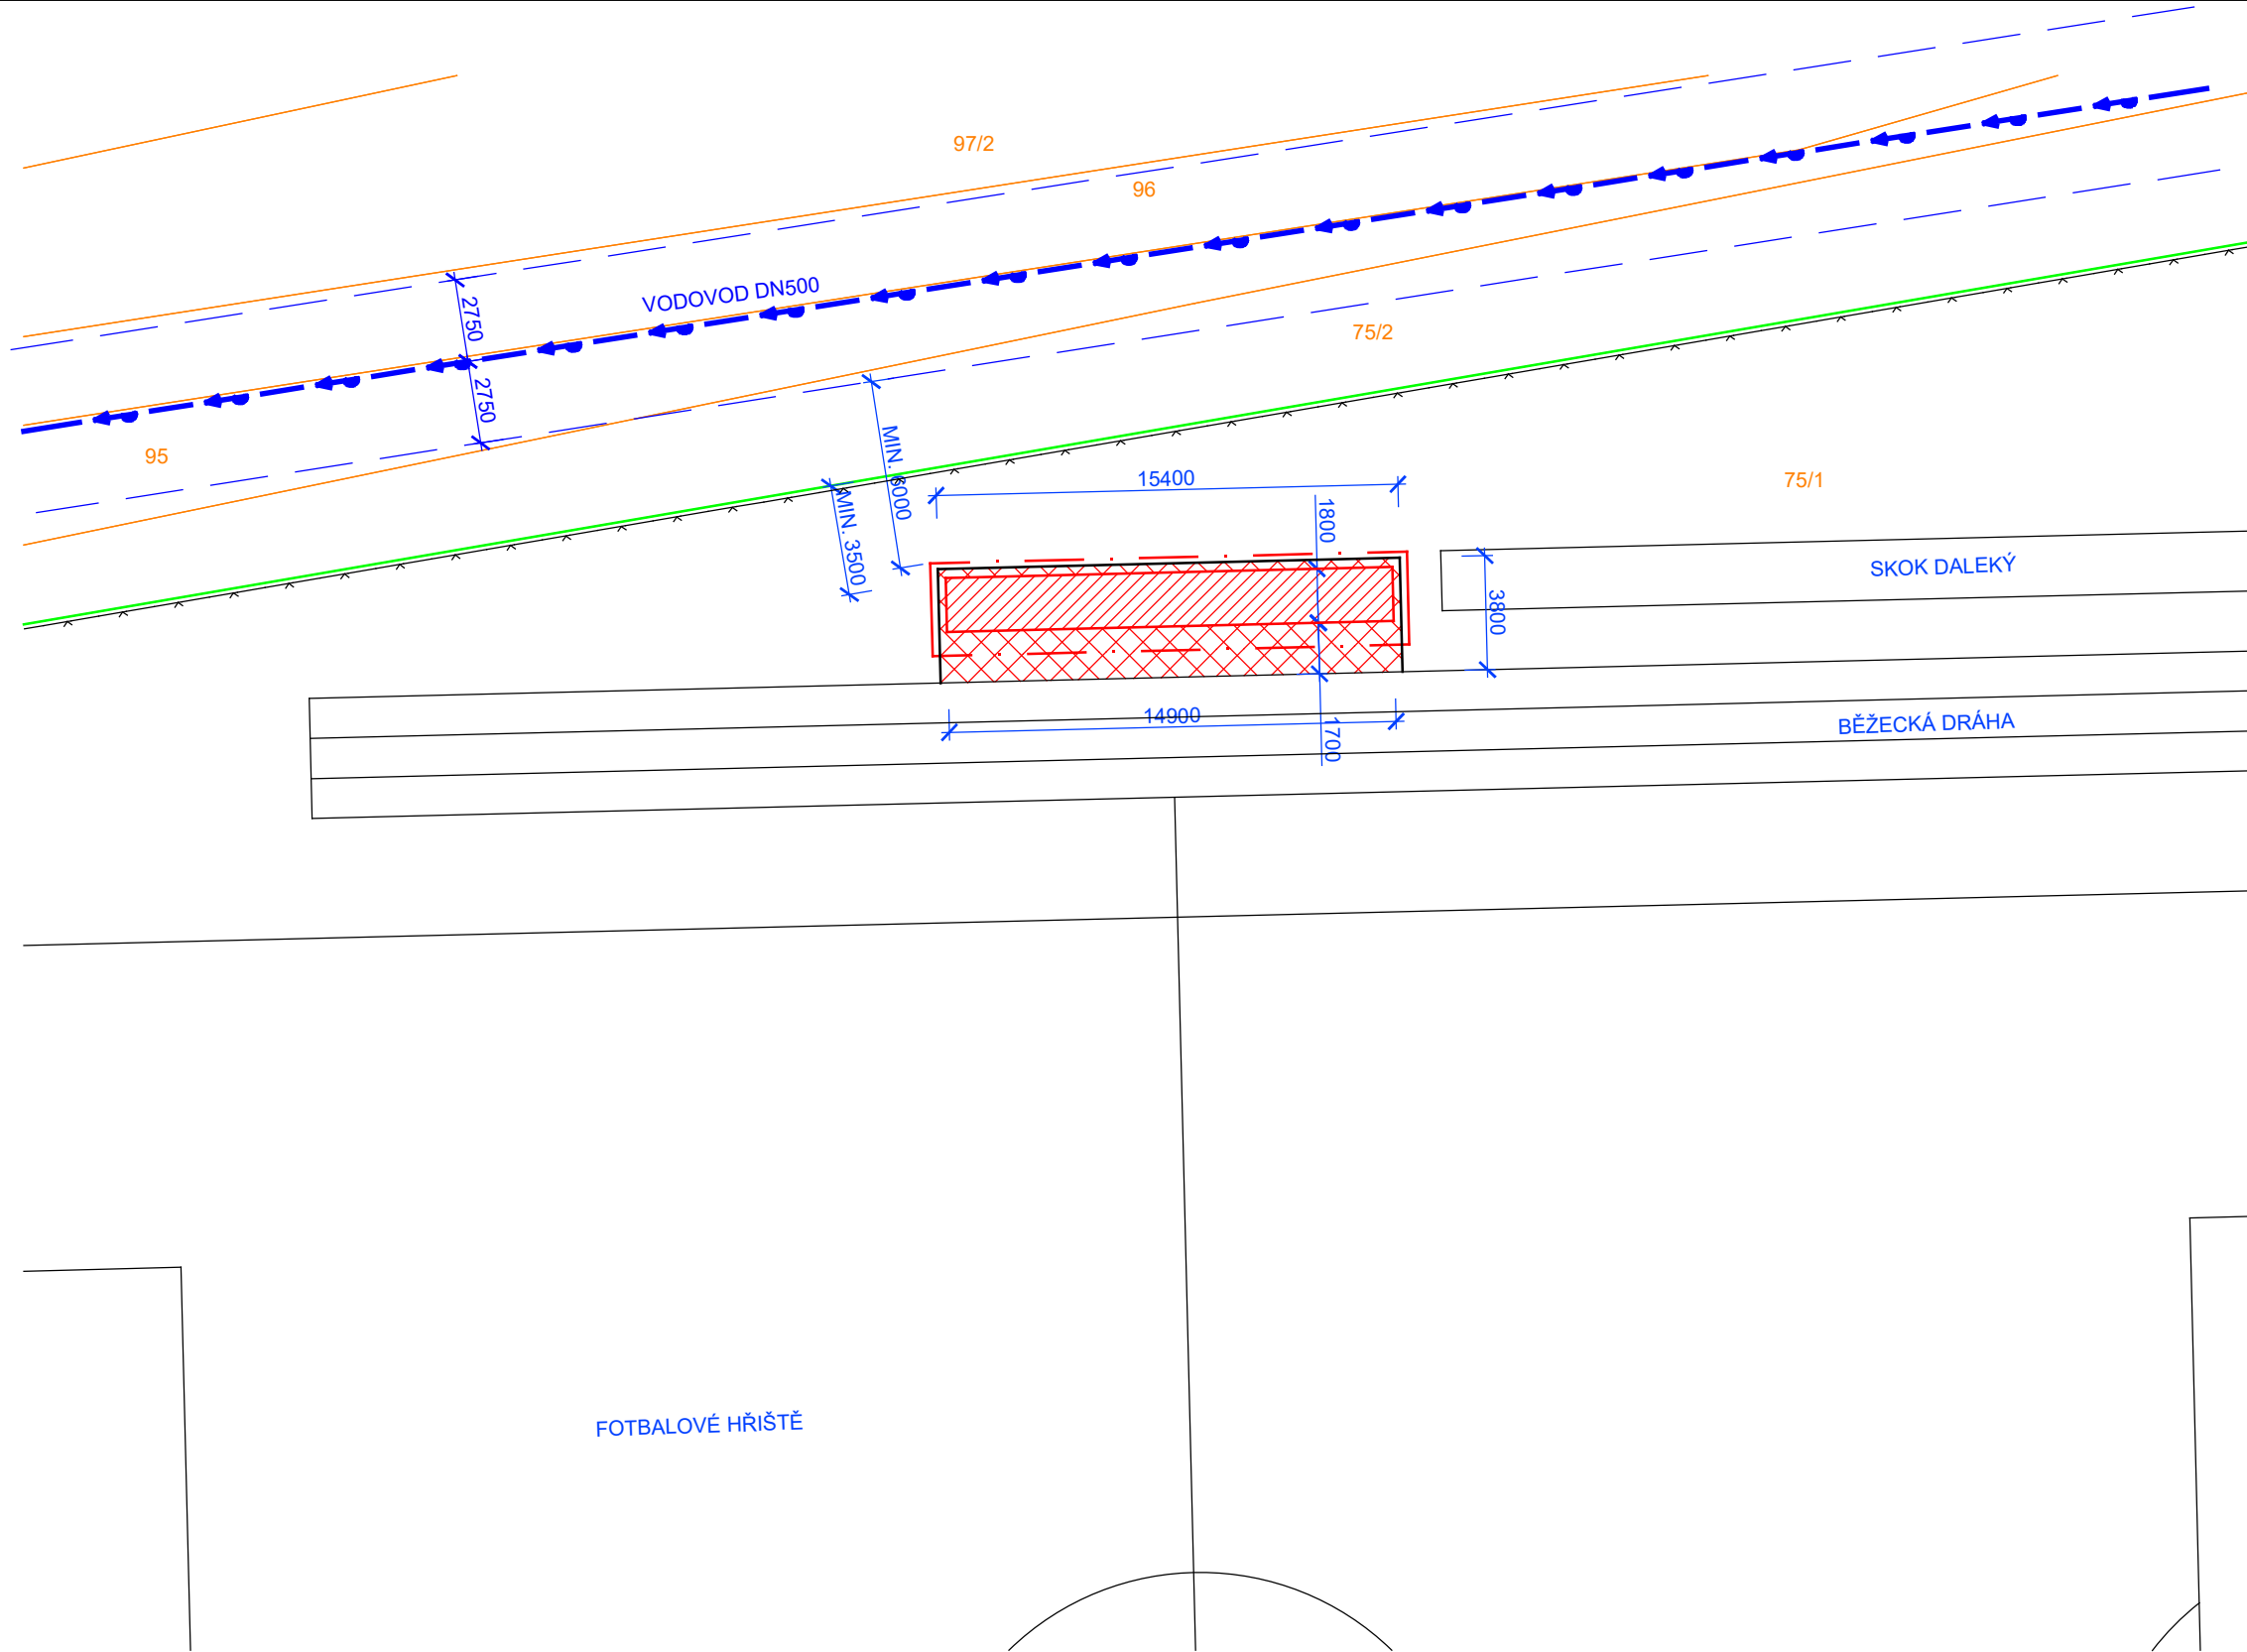 97/2
96
VODOVOD DN500
2750
75/2
2750
95
MIN. 6000
15400
75/1
MIN. 3500
1800
SKOK DALEKÝ
3800
14900
1700
BĚŽECKÁ DRÁHA
FOTBALOVÉ HŘIŠTĚ